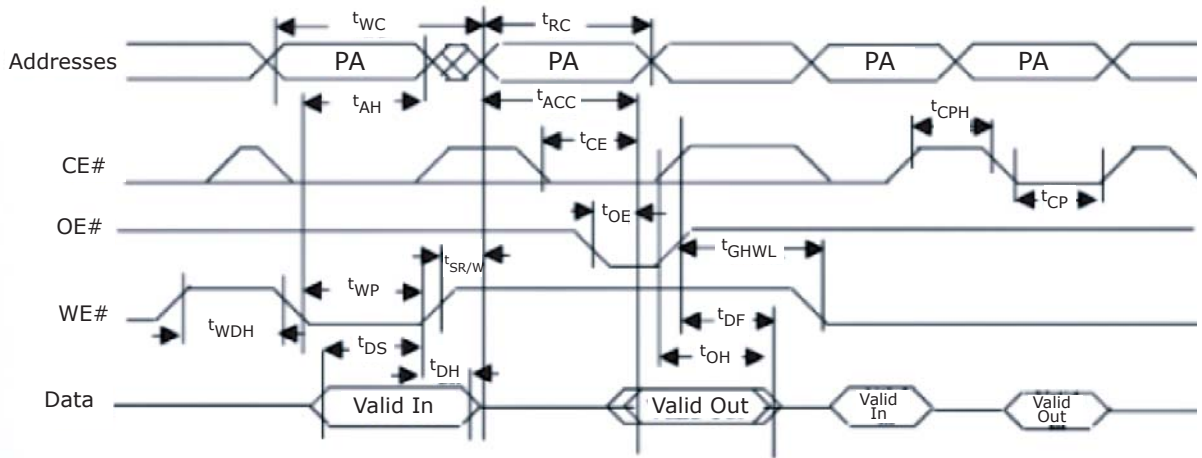 tWC tRC
Addresses PA PA PA PA
tAH tACC
tCPH
tCE
CE#
tCP
tOE
OE#
tGHWL
tSR/W
tWP
WE#
tWDH tDF
tDS tOH
tDH
Data Valid In Valid Out Valid In Valid Out